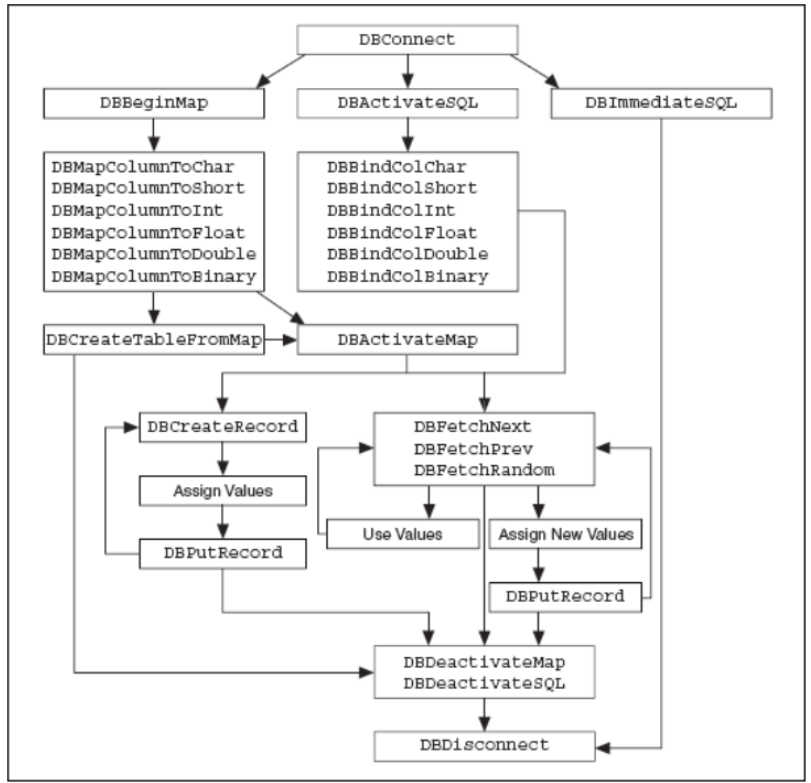 DBConnect
DBBeginMap
DBActivateSQL
DBImmediateSQL
DBMapColumnToChar
DBMapColumnToShort
DBMapColumnToInt
DBMapColumnToFloat
DBMapColumnToDouble
DBMapColumnToBinary
DBBindColChar
DBBindColShort
DBBindColInt
DBBindColFloat
DBBindColDouble
DBBindColBinary
DBCreateTableFromMap
DBActivateMap
DBCreateRecord
Assign Values
DBPutRecord
DBFetchNext
DBFetchPrev
DBFetchRandom
Use Values
Assign New Values
DBPutRecord
DBDeactivateMap
DBDeactivateSQL
DBDisconnect